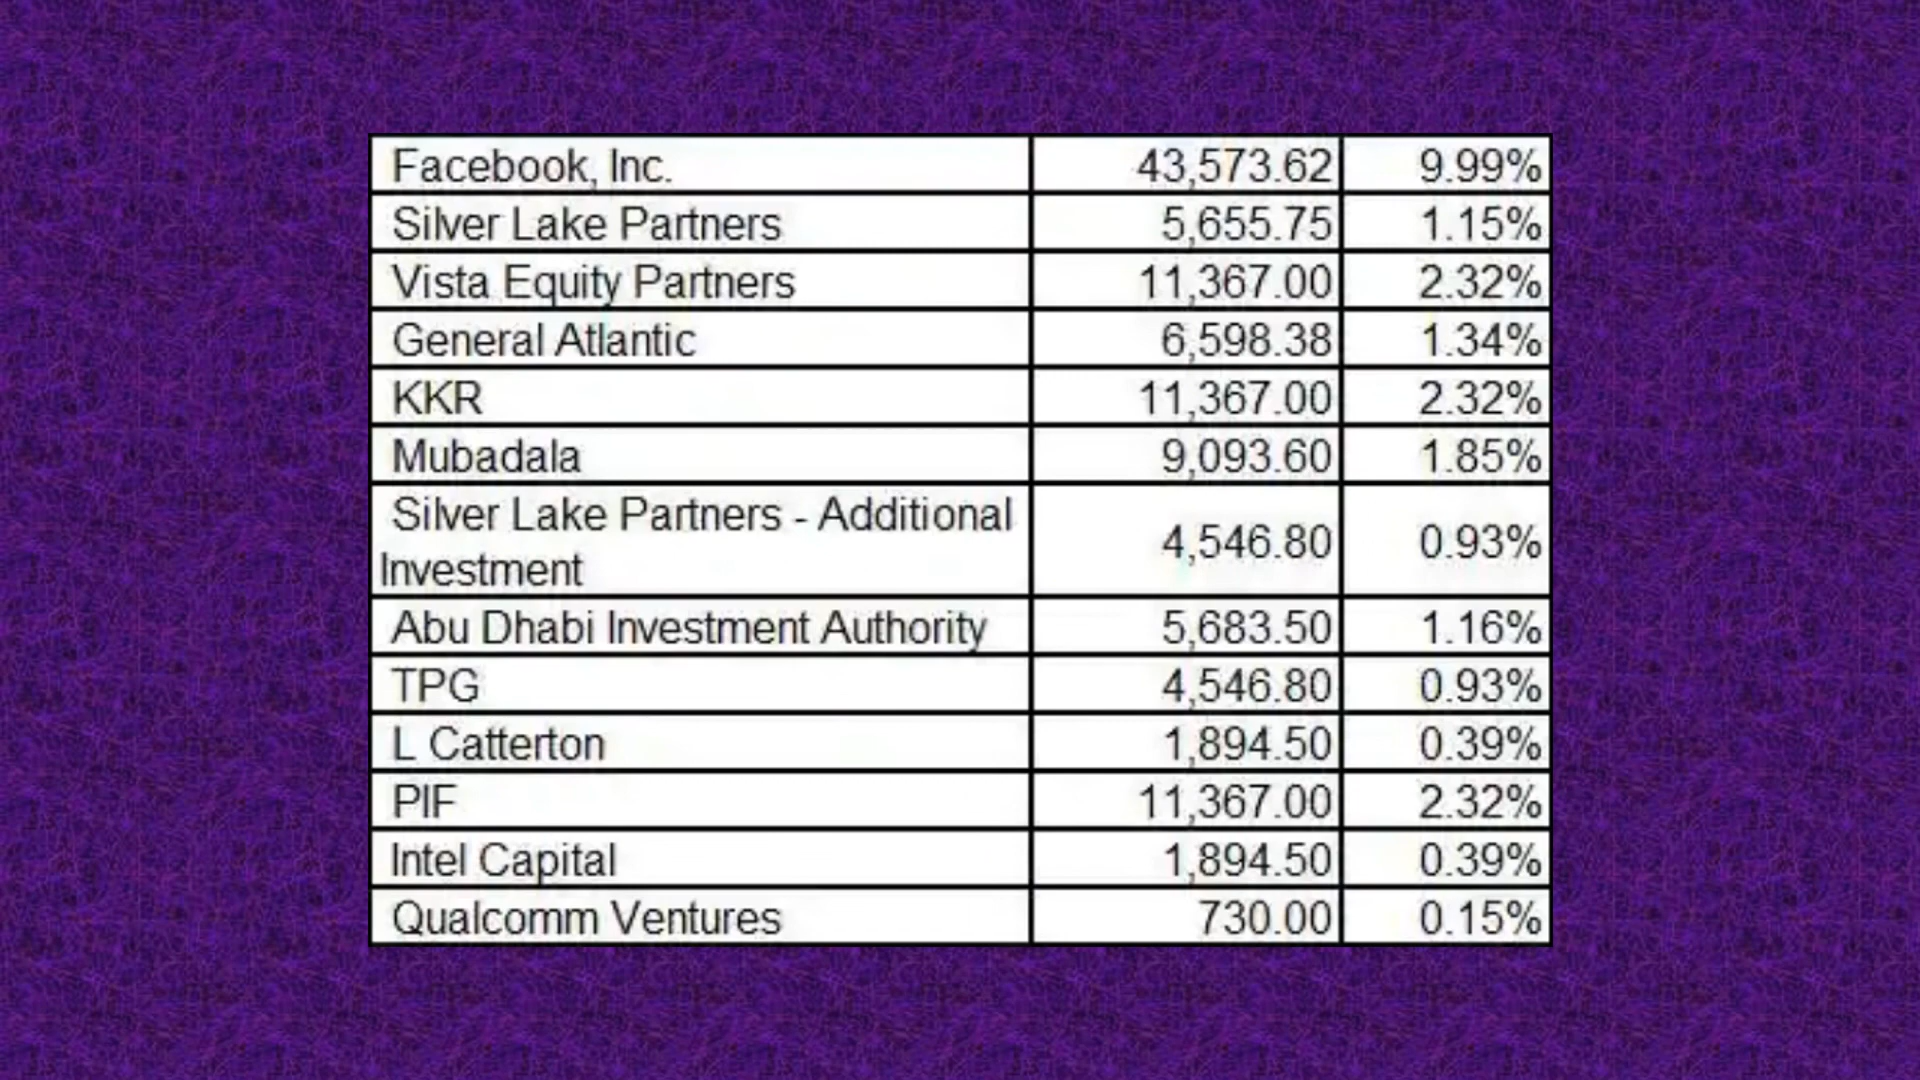 Facebook, Inc. 43,573.62 9.99%
Silver Lake Partners 5,655.75 1.15%
Vista Equity Partners 11,367.00 2.32%
General Atlantic 6,598.38 1.34%
KKR 11,367.00 2.32%
Mubadala 9,093.60 1.85%
Silver Lake Partners - Additional
Investment 4,546.80 0.93%
Abu Dhabi Investment Authority 5,683.50 1.16%
TPG 4,546.80 0.93%
L Catterton 1,894.50 0.39%
PIF 11,367.00 2.32%
Intel Capital 1,894.50 0.39%
Qualcomm Ventures 730.00 0.15%